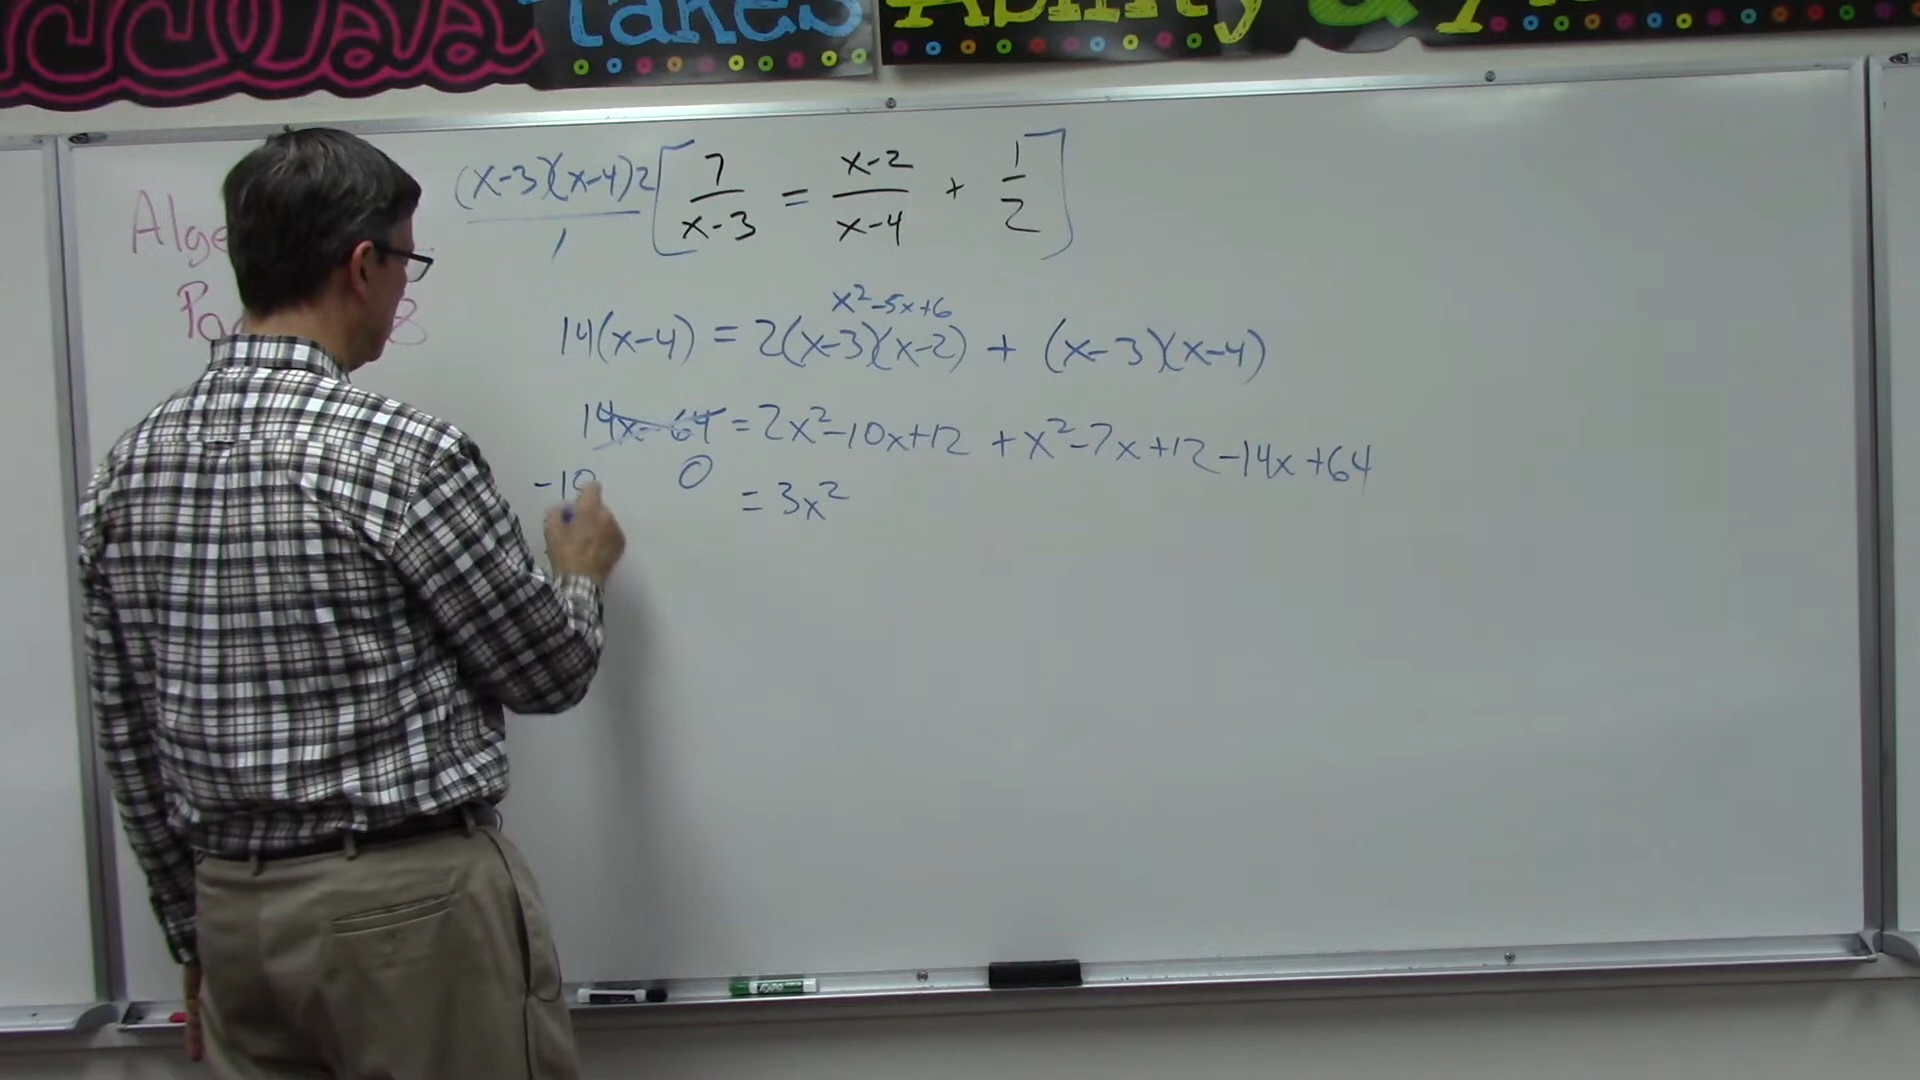 Takes Ability &
(x-3)(x-4)2 / 1 [ 7/(x-3) = (x-2)/(x-4) + 1/2 ]
x²-5x+6
14(x-4) = 2(x-3)(x-2) + (x-3)(x-4)
14x-64 = 2x²-10x+12 +x²-7x+12-14x+64
-10 0 = 3x²